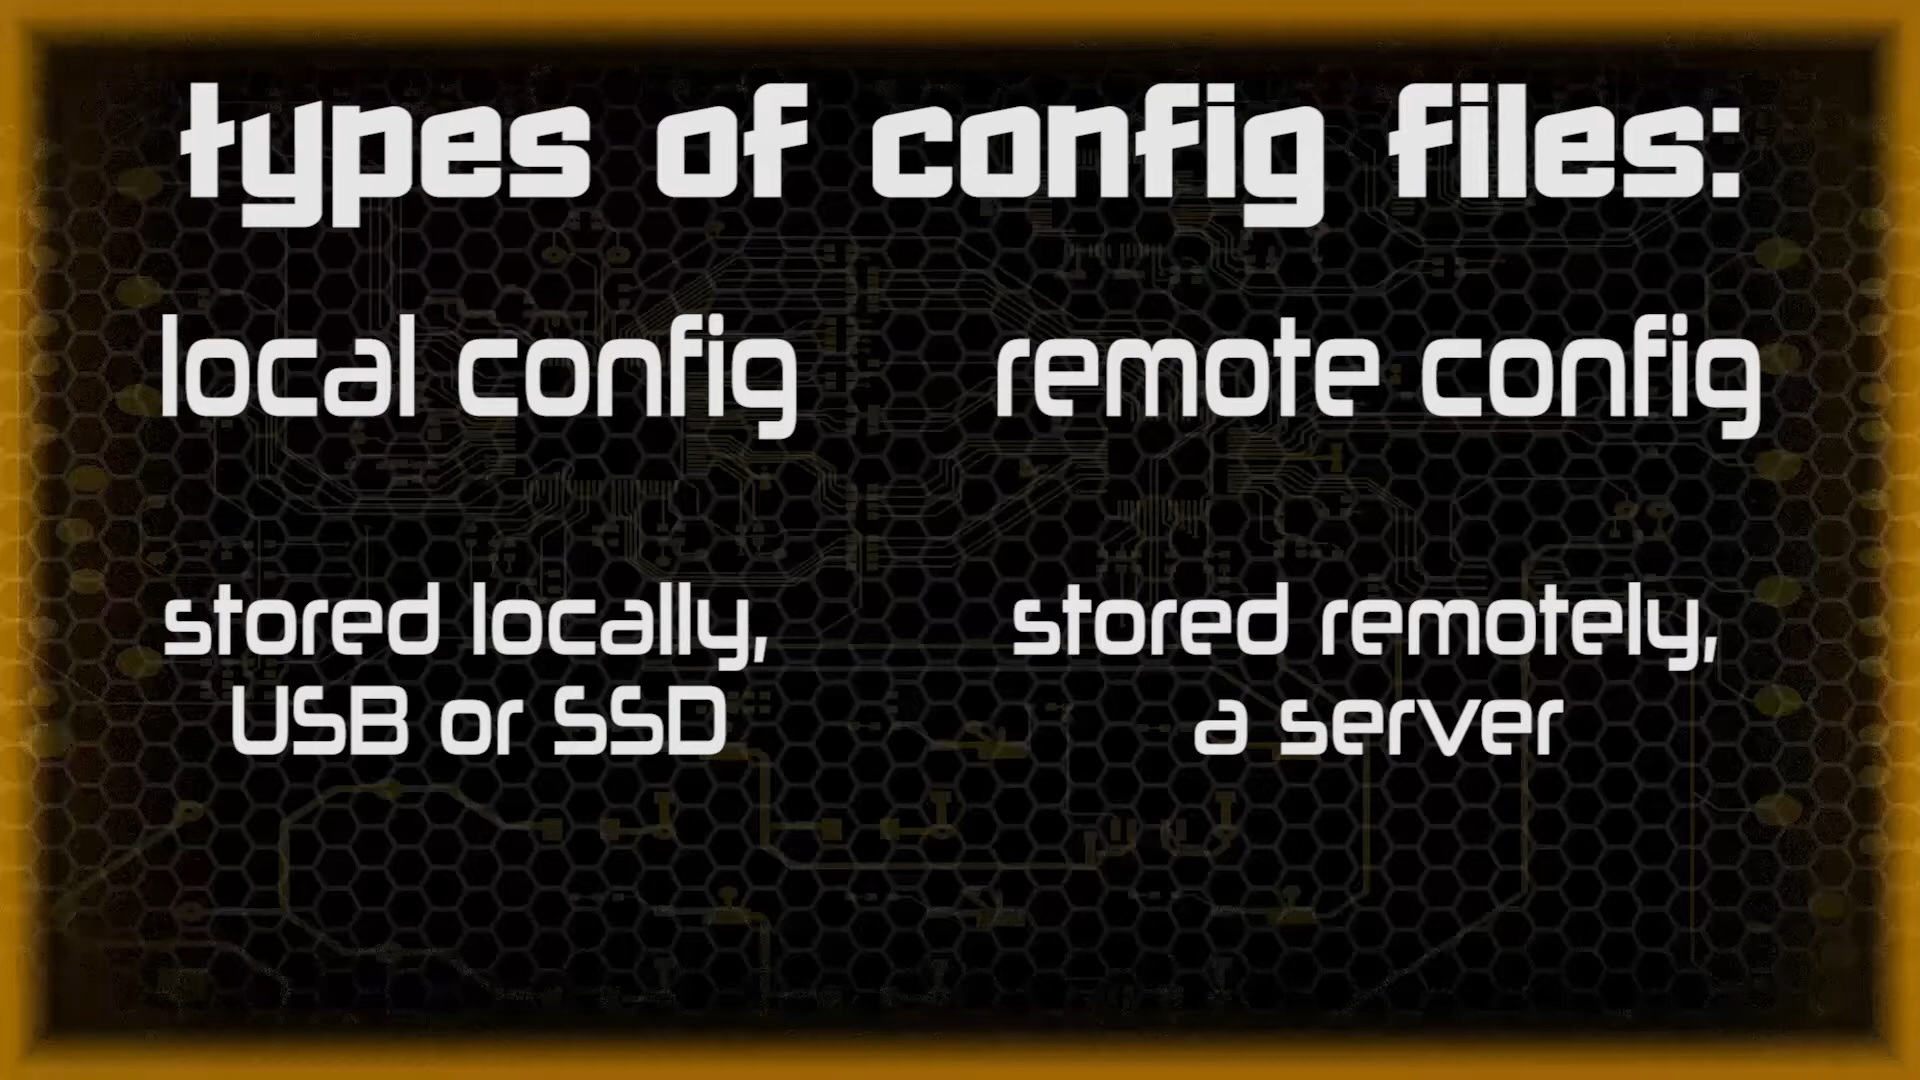 types of config files:
local config
remote config
stored locally,
USB or SSD
stored remotely,
a server